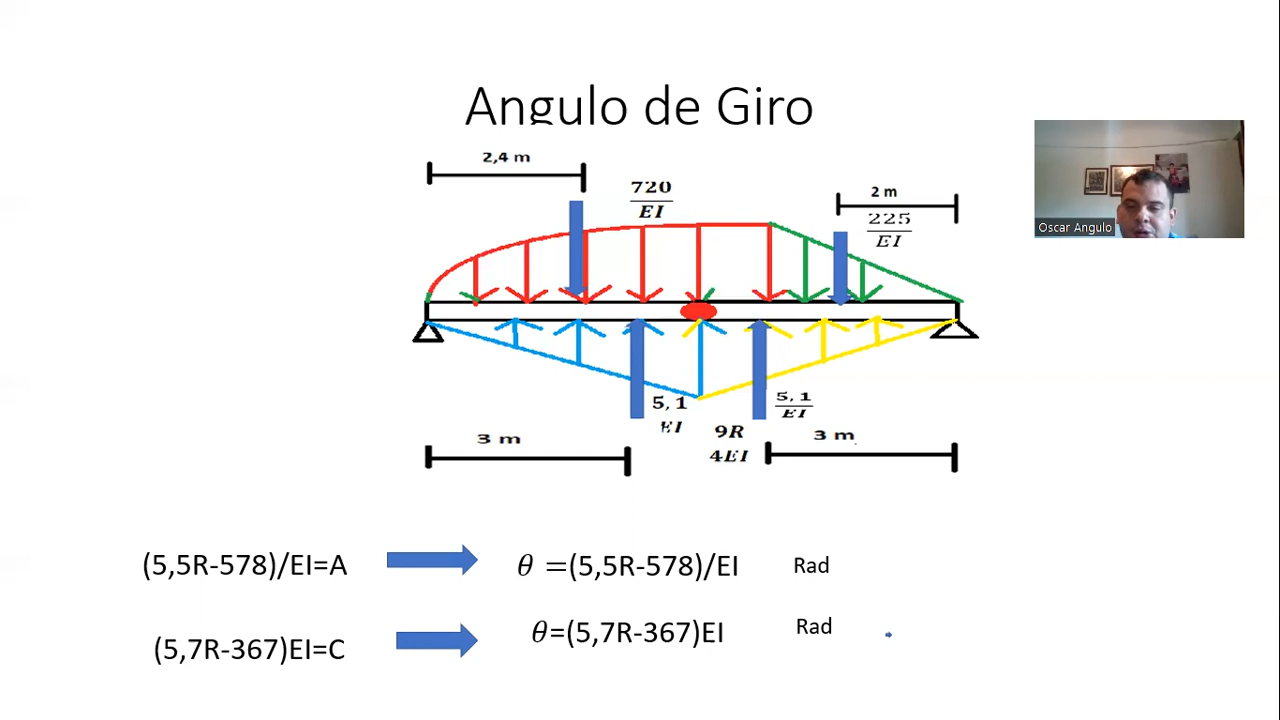 Angulo de Giro
2,4 m
720
EI
2 m
225
EI
Oscar Angulo
5, 1
EI
5, 1
EI
9R
4EI
3 m
3 m
(5,5R-578)/EI=A
θ =(5,5R-578)/EI
Rad
(5,7R-367)EI=C
θ=(5,7R-367)EI
Rad